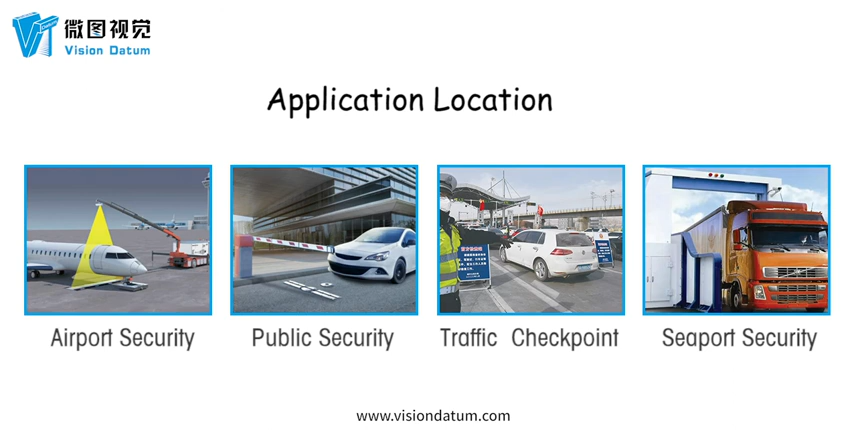 微图视觉
Vision Datum
Application Location
Airport Security
Public Security
Traffic Checkpoint
Seaport Security
www.visiondatum.com